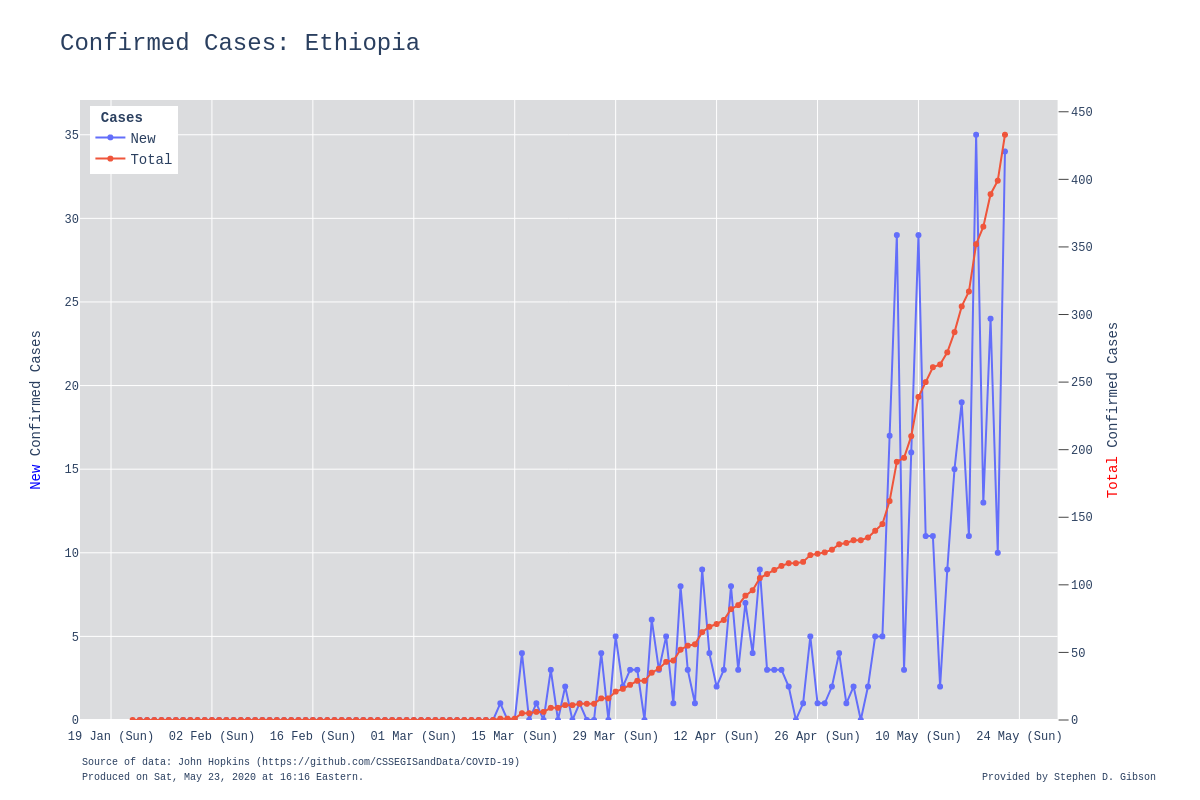 Confirmed Cases: Ethiopia
Cases
New
Total
35
30
25
20
15
10
5
0
New Confirmed Cases
450
400
350
300
250
200
150
100
50
0
Total Confirmed Cases
19 Jan (Sun) 02 Feb (Sun) 16 Feb (Sun) 01 Mar (Sun) 15 Mar (Sun) 29 Mar (Sun) 12 Apr (Sun) 26 Apr (Sun) 10 May (Sun) 24 May (Sun)
Source of data: John Hopkins (https://github.com/CSSEGISandData/COVID-19)
Produced on Sat, May 23, 2020 at 16:16 Eastern.
Provided by Stephen D. Gibson